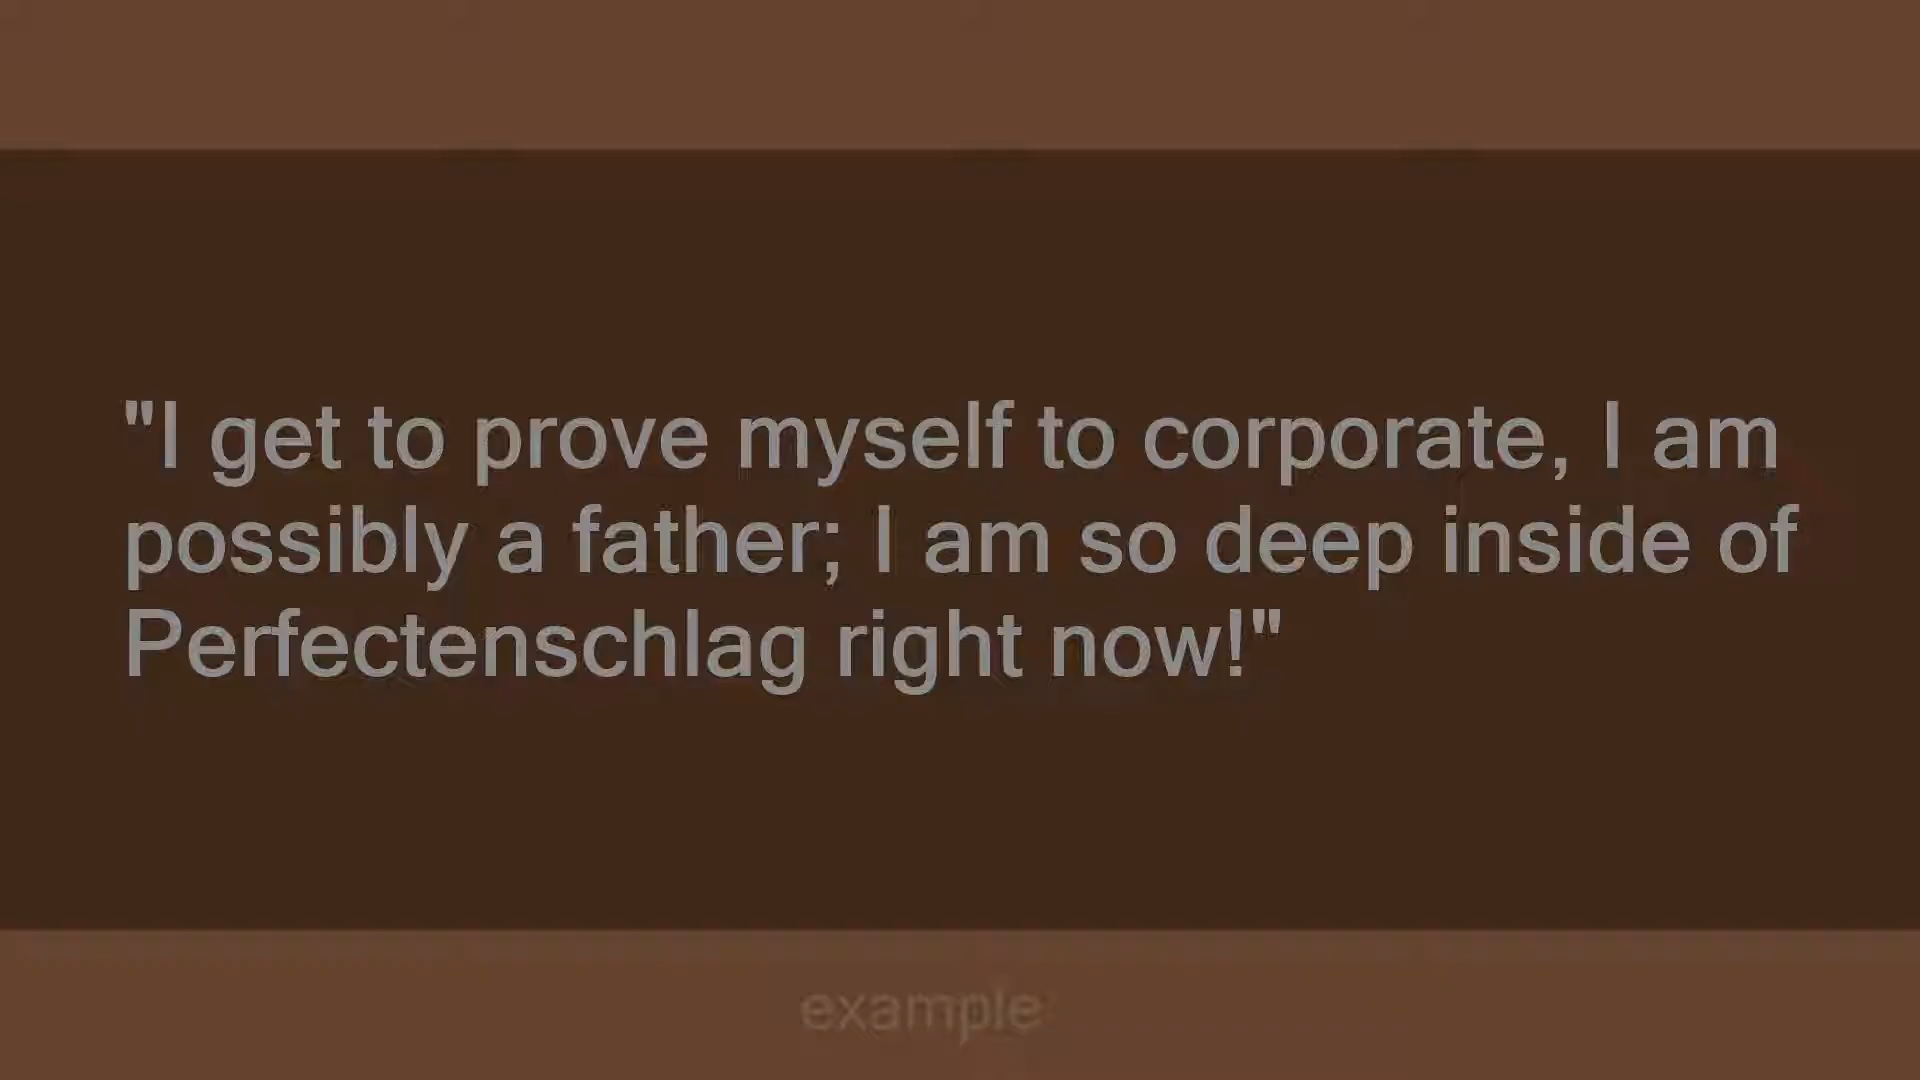 "I get to prove myself to corporate, I am
possibly a father; I am so deep inside of
Perfectenschlag right now!"
example